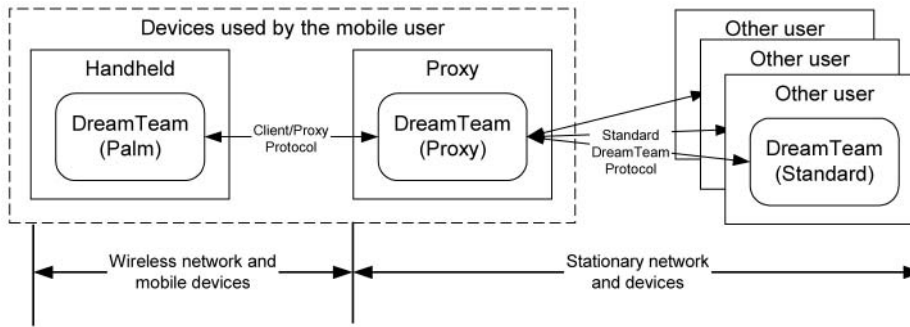 Devices used by the mobile user
Handheld
DreamTeam
(Palm)
Client/Proxy
Protocol
Proxy
DreamTeam
(Proxy)
Standard
DreamTeam
Protocol
Other user
Other user
Other user
DreamTeam
(Standard)
Wireless network and
mobile devices
Stationary network
and devices